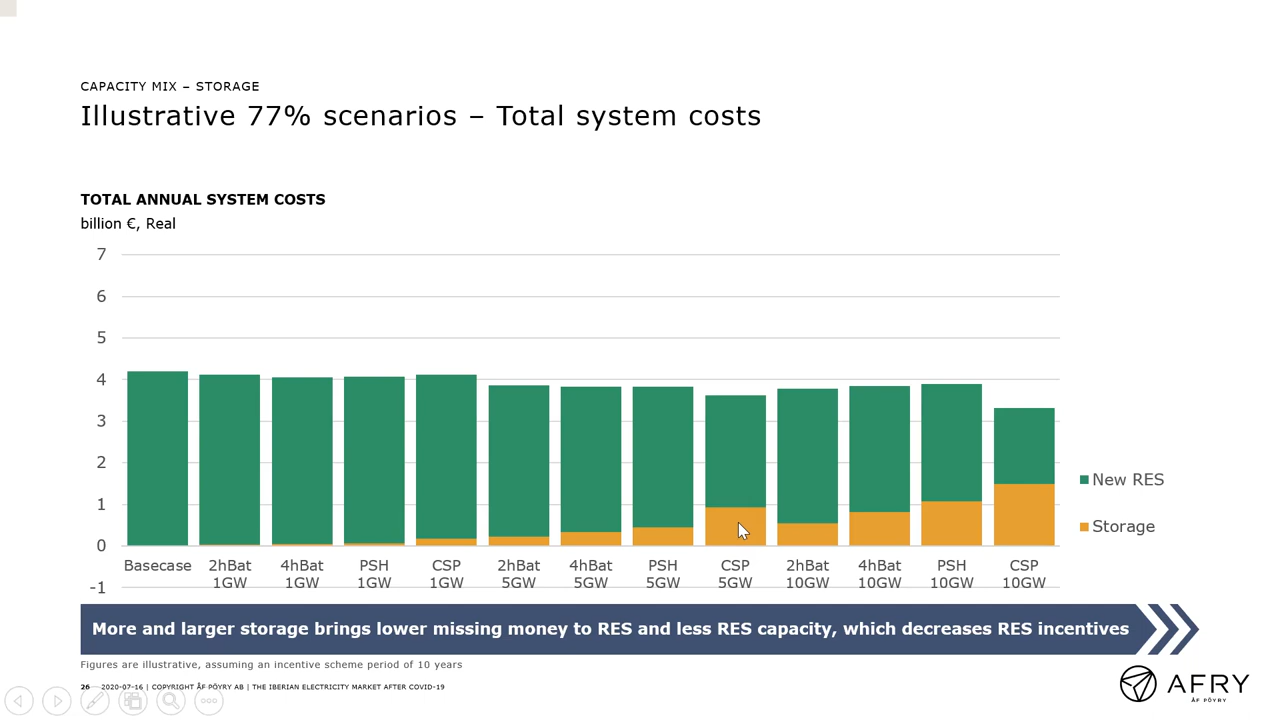 CAPACITY MIX – STORAGE
Illustrative 77% scenarios – Total system costs
TOTAL ANNUAL SYSTEM COSTS
billion €, Real
7
6
5
4
3
2
1
0
-1
Basecase 2hBat 4hBat PSH CSP 2hBat 4hBat PSH CSP 2hBat 4hBat PSH CSP
1GW 1GW 1GW 1GW 5GW 5GW 5GW 5GW 10GW 10GW 10GW 10GW
New RES
Storage
More and larger storage brings lower missing money to RES and less RES capacity, which decreases RES incentives
Figures are illustrative, assuming an incentive scheme period of 10 years
26 2020-07-16 | COPYRIGHT ÅF PÖYRY AB | THE IBERIAN ELECTRICITY MARKET AFTER COVID-19
AFRY
ÅF PÖYRY